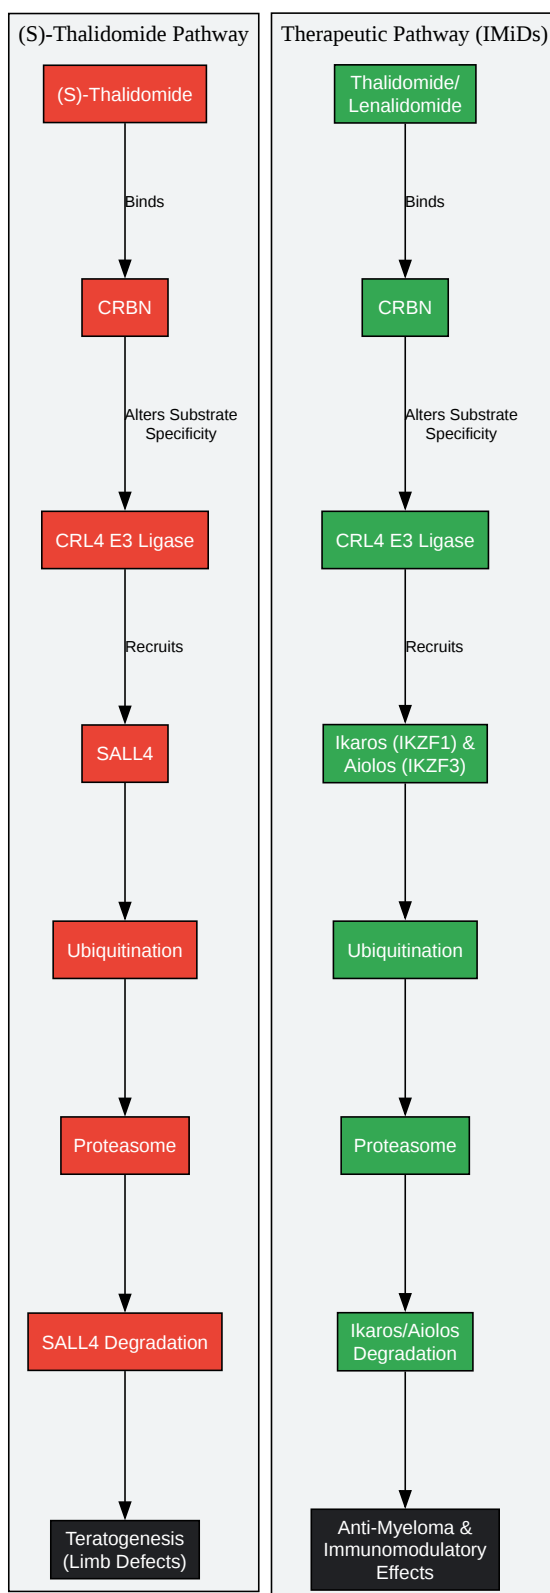 (S)-Thalidomide Pathway
(S)-Thalidomide
Binds
CRBN
Alters Substrate
Specificity
CRL4 E3 Ligase
Recruits
SALL4
Ubiquitination
Proteasome
SALL4 Degradation
Teratogenesis
(Limb Defects)
Therapeutic Pathway (IMiDs)
Thalidomide/
Lenalidomide
Binds
CRBN
Alters Substrate
Specificity
CRL4 E3 Ligase
Recruits
Ikaros (IKZF1) &
Aiolos (IKZF3)
Ubiquitination
Proteasome
Ikaros/Aiolos
Degradation
Anti-Myeloma &
Immunomodulatory
Effects